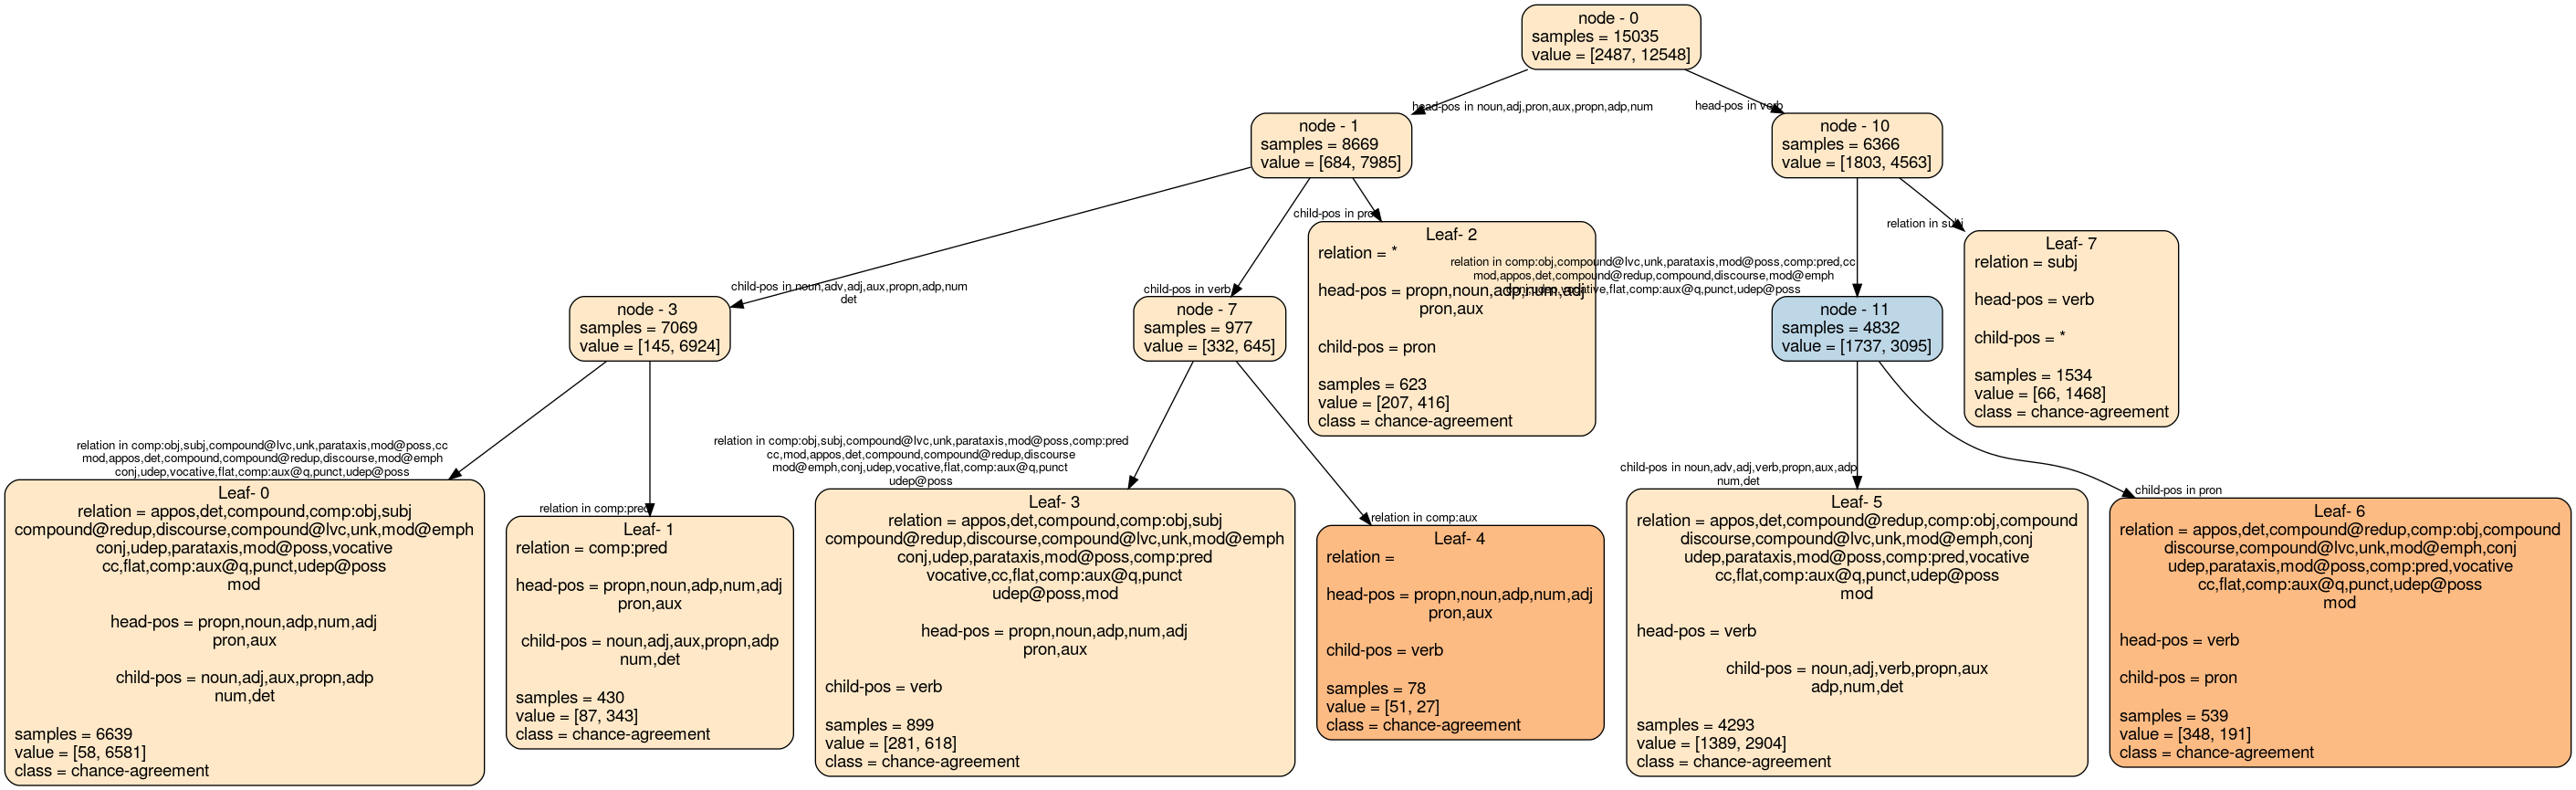 node - 0
samples = 15035
value = [2487, 12548]
head-pos in noun,adj,pron,aux,propn,adp,num
head-pos in verb
node - 1
samples = 8669
value = [684, 7985]
node - 10
samples = 6366
value = [1803, 4563]
child-pos in noun,adv,adj,aux,propn,adp,num
det
child-pos in verb
child-pos in pron
relation in comp:obj,compound@lvc,unk,parataxis,mod@poss,comp:pred,cc
mod,appos,det,compound@redup,compound,discourse,mod@emph
conj,udep,vocative,flat,comp:aux@q,punct,udep@poss
relation in subj
node - 3
samples = 7069
value = [145, 6924]
node - 7
samples = 977
value = [332, 645]
Leaf- 2
relation = *
head-pos = propn,noun,adp,num,adj
pron,aux
child-pos = pron
samples = 623
value = [207, 416]
class = chance-agreement
node - 11
samples = 4832
value = [1737, 3095]
Leaf- 7
relation = subj
head-pos = verb
child-pos = *
samples = 1534
value = [66, 1468]
class = chance-agreement
relation in comp:obj,subj,compound@lvc,unk,parataxis,mod@poss,cc
mod,appos,det,compound,compound@redup,discourse,mod@emph
conj,udep,vocative,flat,comp:aux@q,punct,udep@poss
relation in comp:pred
relation in comp:obj,subj,compound@lvc,unk,parataxis,mod@poss,comp:pred
cc,mod,appos,det,compound,compound@redup,discourse
mod@emph,conj,udep,vocative,flat,comp:aux@q,punct
udep@poss
relation in comp:aux
child-pos in noun,adv,adj,verb,propn,aux,adp
num,det
child-pos in pron
Leaf- 0
relation = appos,det,compound,comp:obj,subj
compound@redup,discourse,compound@lvc,unk,mod@emph
conj,udep,parataxis,mod@poss,vocative
cc,flat,comp:aux@q,punct,udep@poss
mod
head-pos = propn,noun,adp,num,adj
pron,aux
child-pos = noun,adj,aux,propn,adp
num,det
samples = 6639
value = [58, 6581]
class = chance-agreement
Leaf- 1
relation = comp:pred
head-pos = propn,noun,adp,num,adj
pron,aux
child-pos = noun,adj,aux,propn,adp
num,det
samples = 430
value = [87, 343]
class = chance-agreement
Leaf- 3
relation = appos,det,compound,comp:obj,subj
compound@redup,discourse,compound@lvc,unk,mod@emph
conj,udep,parataxis,mod@poss,comp:pred
vocative,cc,flat,comp:aux@q,punct
udep@poss,mod
head-pos = propn,noun,adp,num,adj
pron,aux
child-pos = verb
samples = 899
value = [281, 618]
class = chance-agreement
Leaf- 4
relation =
head-pos = propn,noun,adp,num,adj
pron,aux
child-pos = verb
samples = 78
value = [51, 27]
class = chance-agreement
Leaf- 5
relation = appos,det,compound@redup,comp:obj,compound
discourse,compound@lvc,unk,mod@emph,conj
udep,parataxis,mod@poss,comp:pred,vocative
cc,flat,comp:aux@q,punct,udep@poss
mod
head-pos = verb
child-pos = noun,adj,verb,propn,aux
adp,num,det
samples = 4293
value = [1389, 2904]
class = chance-agreement
Leaf- 6
relation = appos,det,compound@redup,comp:obj,compound
discourse,compound@lvc,unk,mod@emph,conj
udep,parataxis,mod@poss,comp:pred,vocative
cc,flat,comp:aux@q,punct,udep@poss
mod
head-pos = verb
child-pos = pron
samples = 539
value = [348, 191]
class = chance-agreement